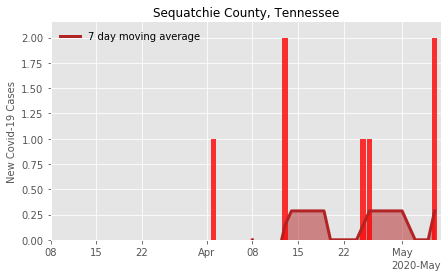 Sequatchie County, Tennessee
7 day moving average
New Covid-19 Cases
2.00
1.75
1.50
1.25
1.00
0.75
0.50
0.25
0.00
08 15 22 Apr 08 15 22 May
2020-May